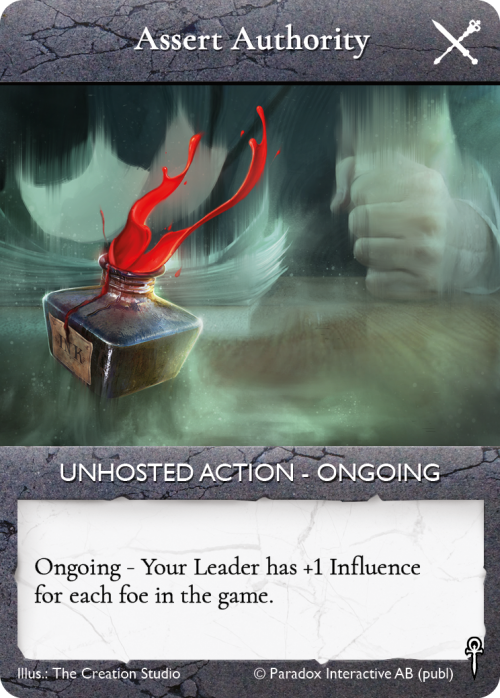 Assert Authority
INK
UNHOSTED ACTION - ONGOING
Ongoing - Your Leader has +1 Influence
for each foe in the game.
Illus.: The Creation Studio © Paradox Interactive AB (publ)